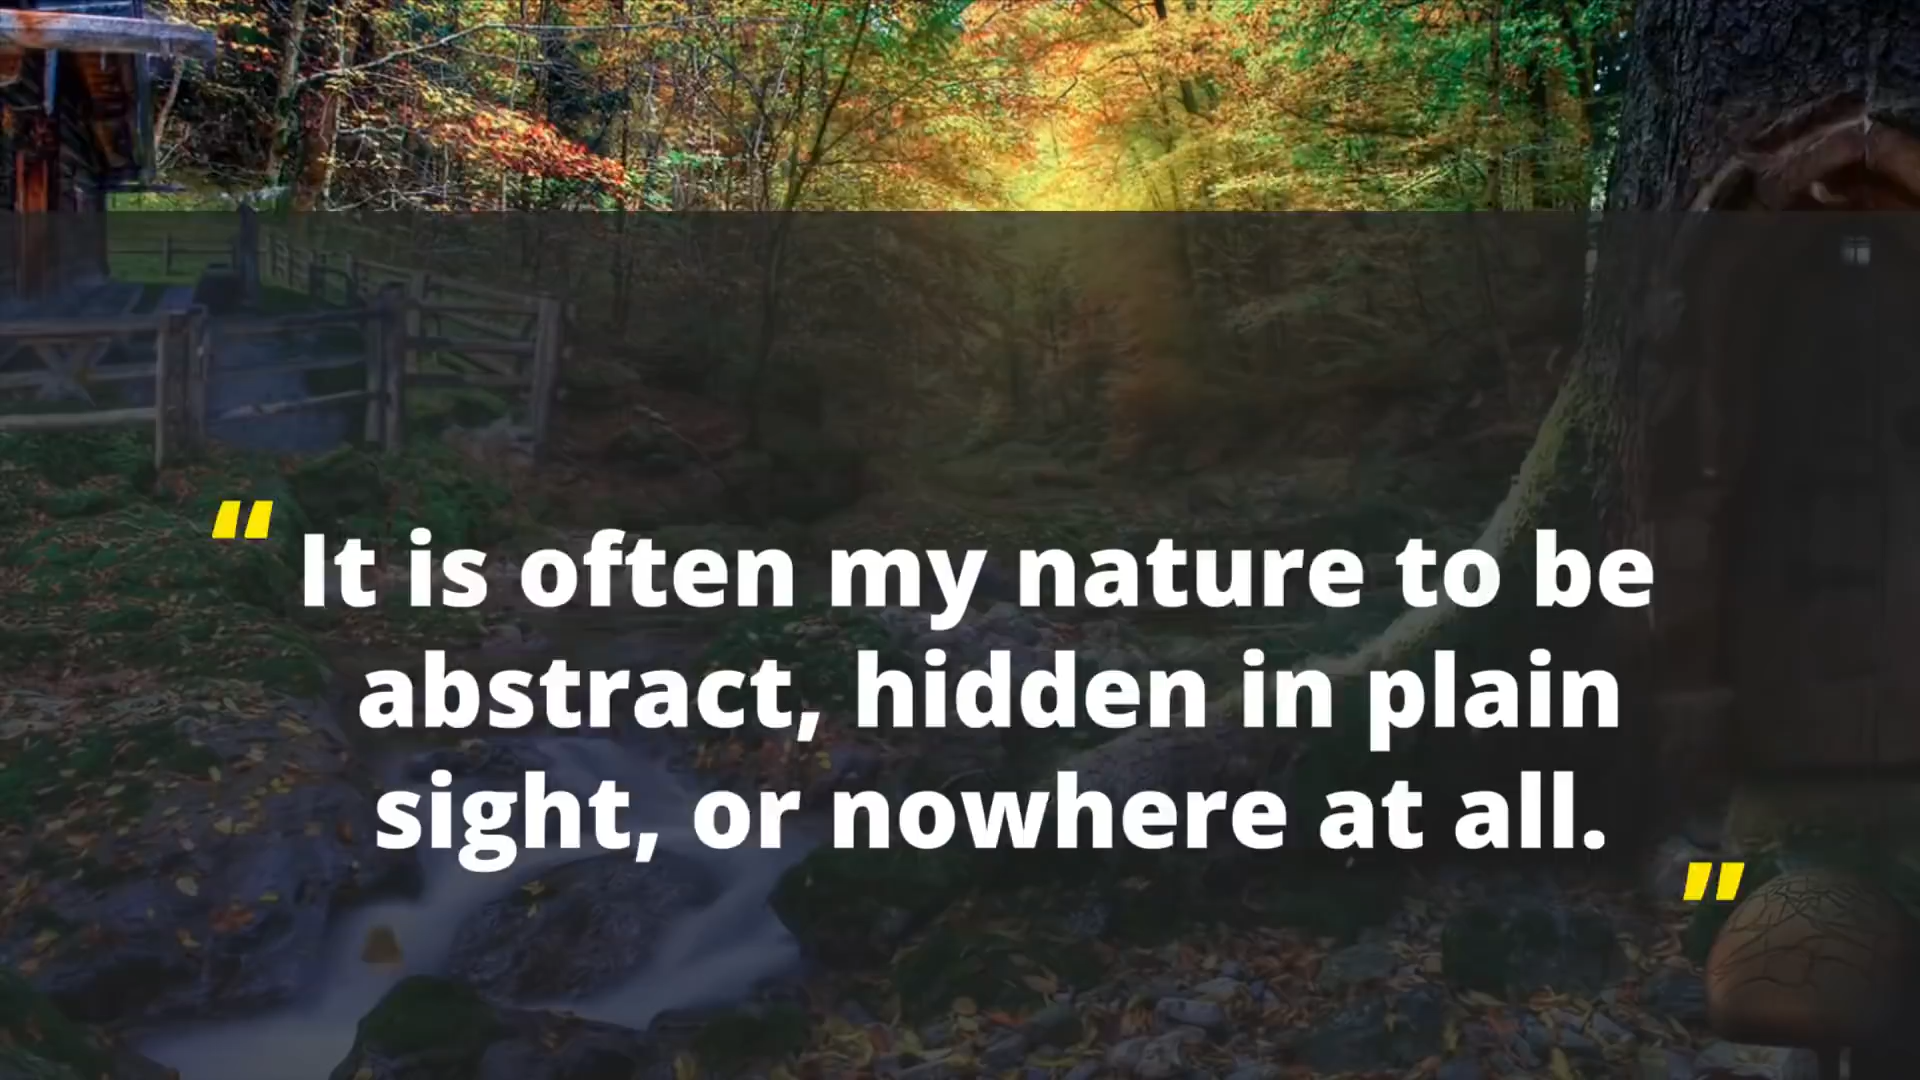 "It is often my nature to be
abstract, hidden in plain
sight, or nowhere at all."